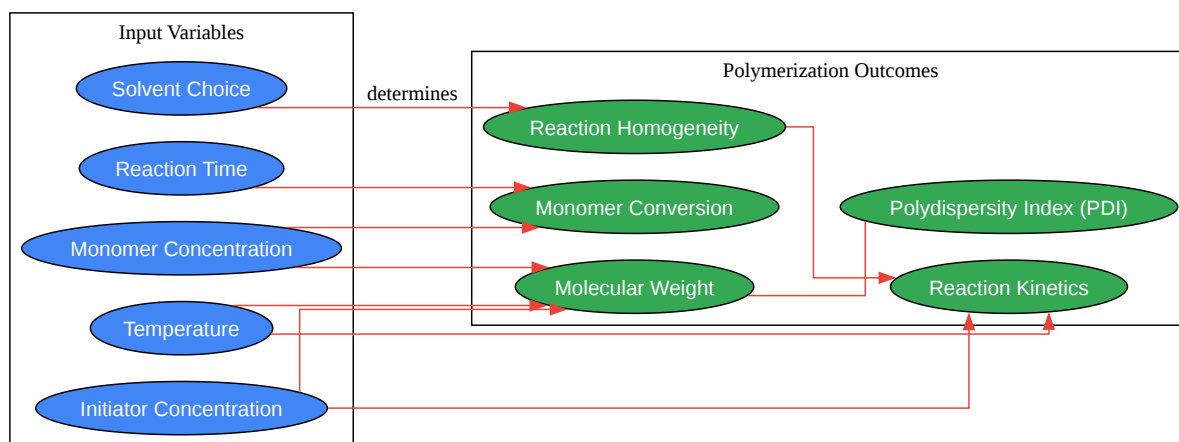 Input Variables
Solvent Choice
Reaction Time
Monomer Concentration
Temperature
Initiator Concentration
determines
Polymerization Outcomes
Reaction Homogeneity
Monomer Conversion
Polydispersity Index (PDI)
Molecular Weight
Reaction Kinetics